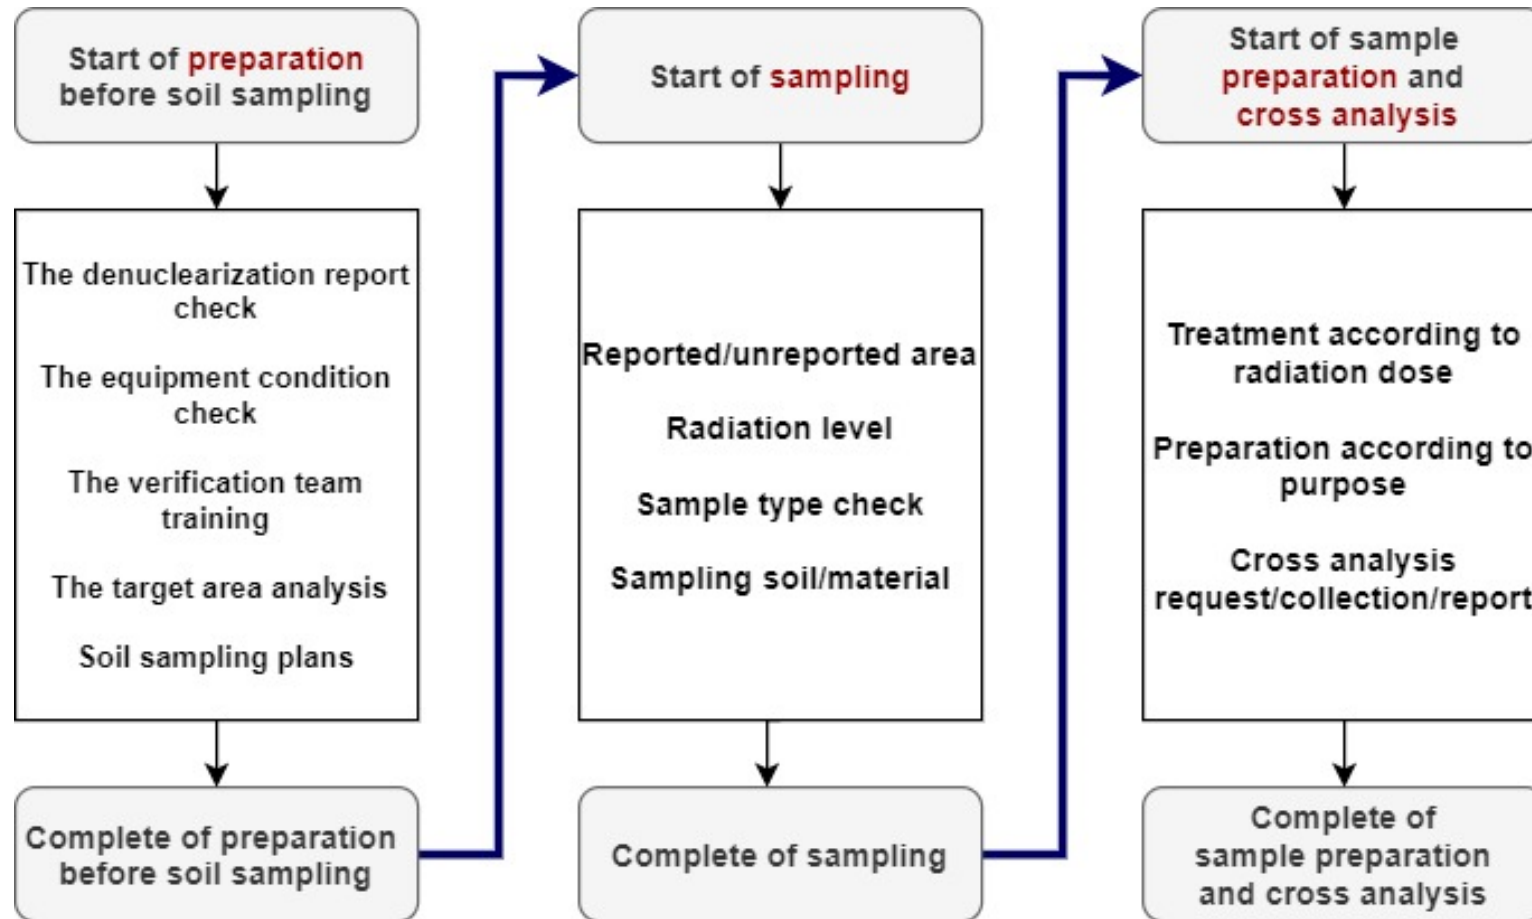 Start of preparation
before soil sampling
The denuclearization report
check
The equipment condition
check
The verification team
training
The target area analysis
Soil sampling plans
Complete of preparation
before soil sampling
Start of sampling
Reported/unreported area
Radiation level
Sample type check
Sampling soil/material
Complete of sampling
Start of sample
preparation and
cross analysis
Treatment according to
radiation dose
Preparation according to
purpose
Cross analysis
request/collection/report
Complete of
sample preparation
and cross analysis